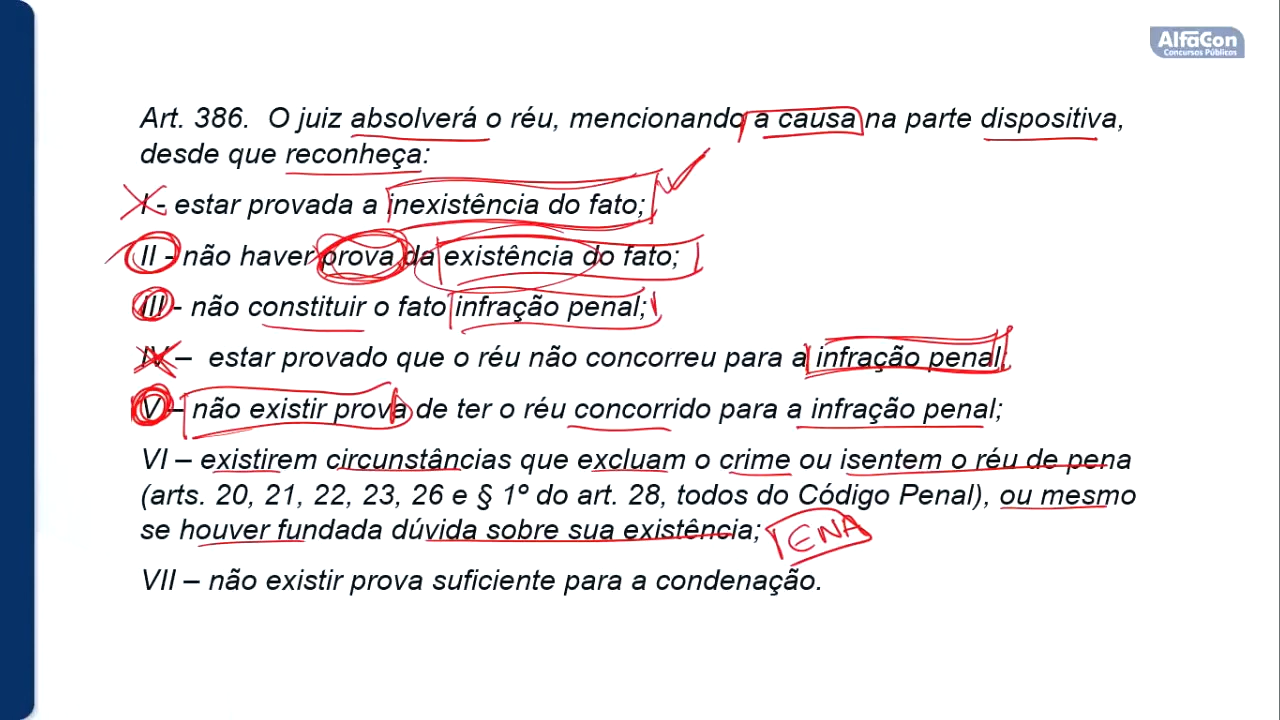 AlfaCon
Concursos Públicos
Art. 386. O juiz absolverá o réu, mencionando a causa na parte dispositiva,
desde que reconheça:
I - estar provada a inexistência do fato;
II - não haver prova da existência do fato;
III - não constituir o fato infração penal;
IV – estar provado que o réu não concorreu para a infração penal;
V – não existir prova de ter o réu concorrido para a infração penal;
VI – existirem circunstâncias que excluam o crime ou isentem o réu de pena
(arts. 20, 21, 22, 23, 26 e § 1º do art. 28, todos do Código Penal), ou mesmo
se houver fundada dúvida sobre sua existência; ENA
VII – não existir prova suficiente para a condenação.